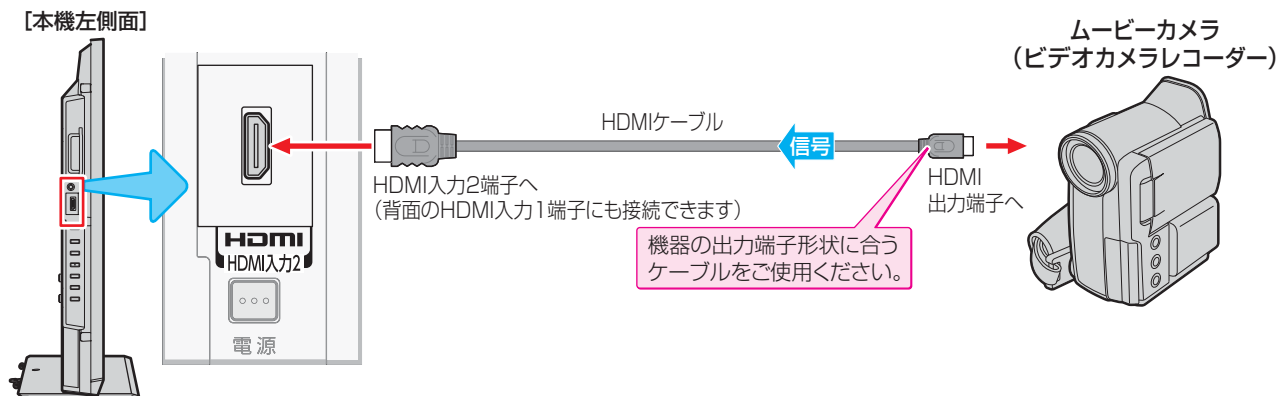 [本機左側面]
ムービーカメラ
（ビデオカメラレコーダー）
HDMIケーブル
信号
HDMI入力2端子へ
（背面のHDMI入力1端子にも接続できます）
HDMI
出力端子へ
機器の出力端子形状に合う
ケーブルをご使用ください。
HDMI
HDMI入力2
電源